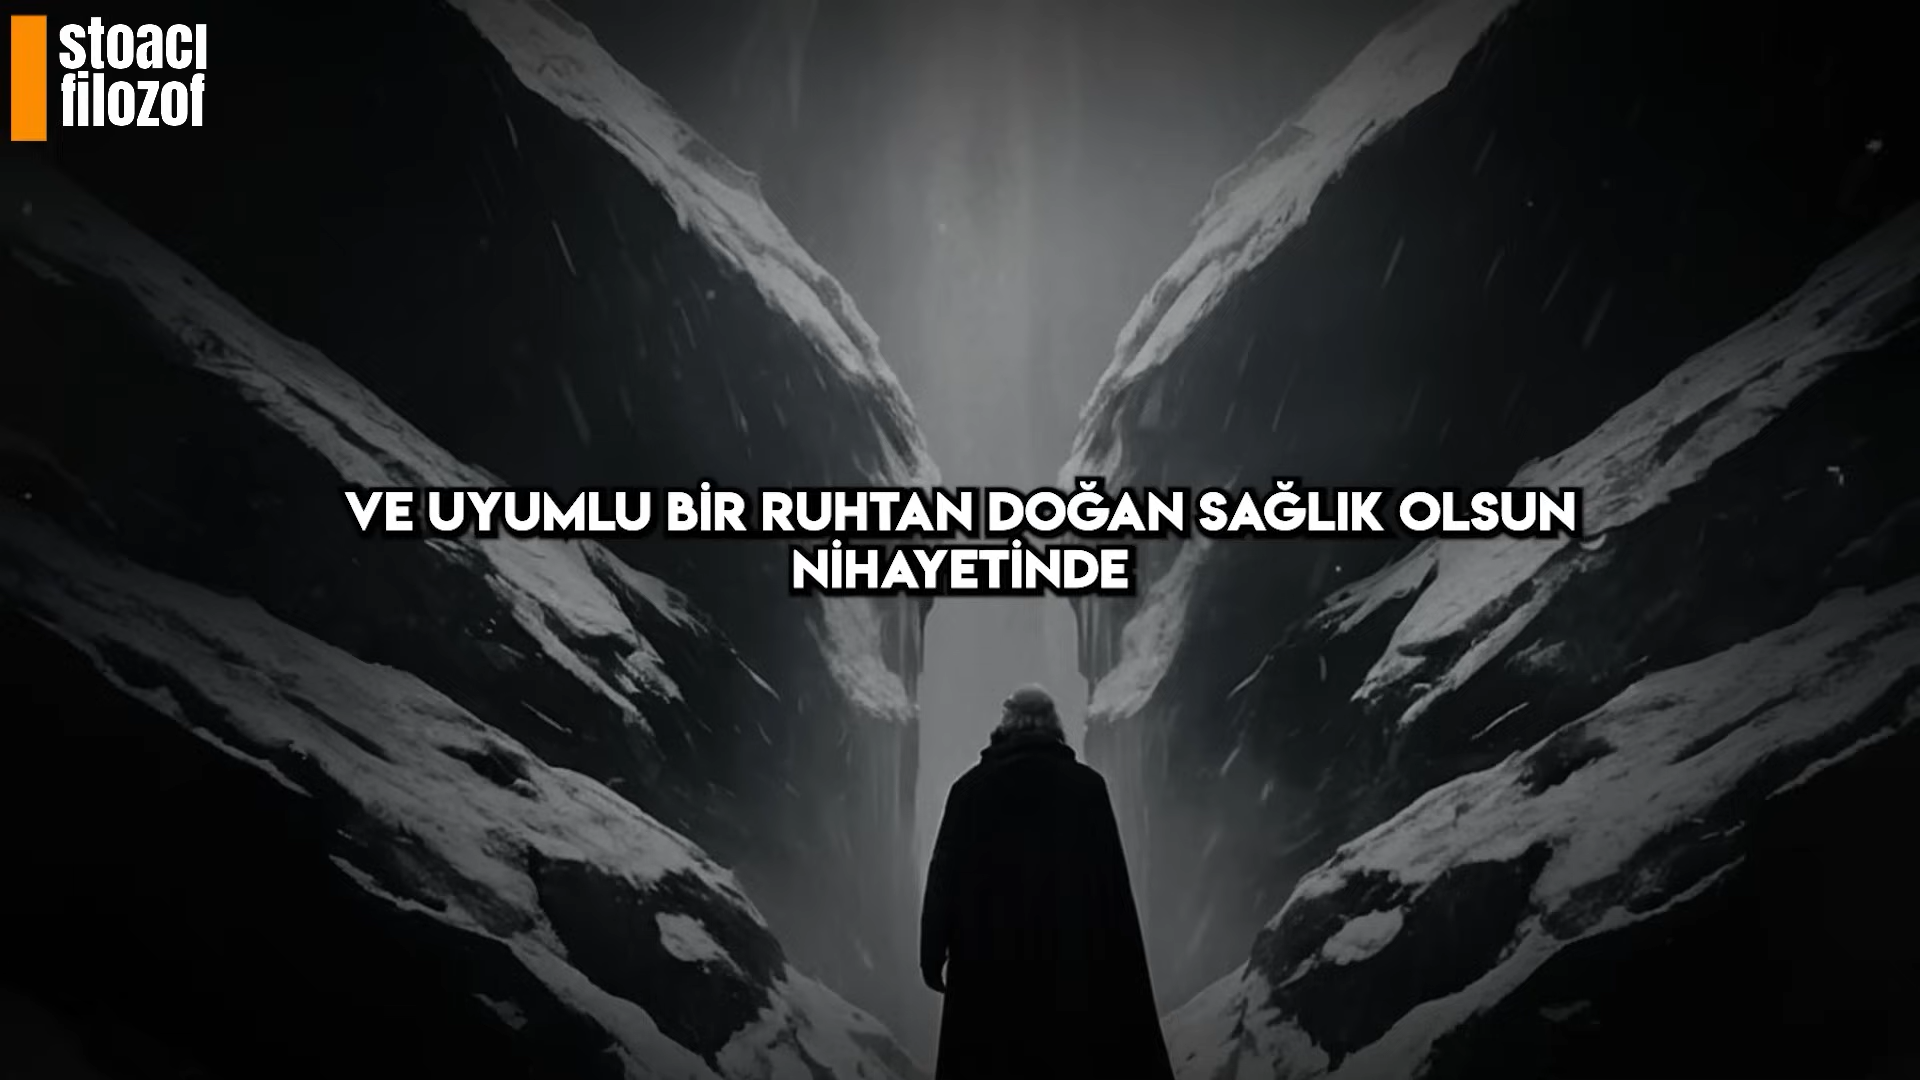 stoacı
filozof
VE UYUMLU BİR RUHTAN DOĞAN SAĞLIK OLSUN
NİHAYETİNDE